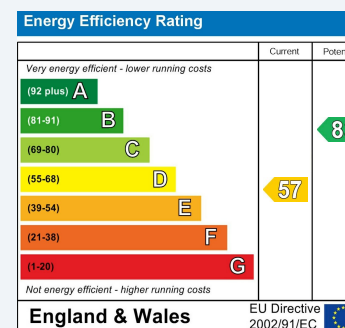 Energy Efficiency Rating
Current
Very energy efficient - lower running costs
(92 plus) A
(81-91) B
(69-80) C
(55-68) D
57
(39-54) E
(21-38) F
(1-20) G
Not energy efficient - higher running costs
England & Wales
EU Directive
2002/91/EC